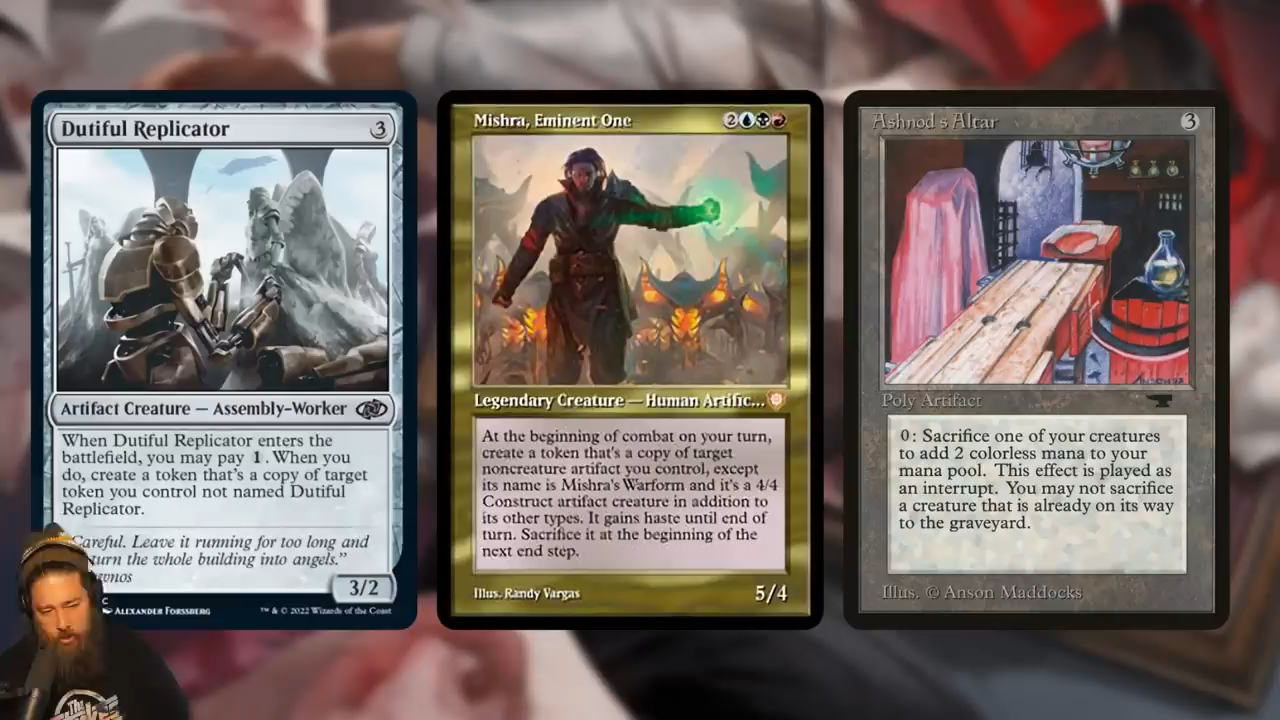 Dutiful Replicator 3
Artifact Creature — Assembly-Worker
When Dutiful Replicator enters the
battlefield, you may pay 1. When you
do, create a token that's a copy of target
token you control not named Dutiful
Replicator.
Careful. Leave it running for too long and
turn the whole building into angels."
3/2
ALEXANDER FORSSBERG
™ & © 2022 Wizards of the Coast
Mishra, Eminent One 2
Legendary Creature — Human Artific...
At the beginning of combat on your turn,
create a token that's a copy of target
noncreature artifact you control, except
its name is Mishra's Warform and it's a 4/4
Construct artifact creature in addition to
its other types. It gains haste until end of
turn. Sacrifice it at the beginning of the
next end step.
Illus. Randy Vargas 5/4
Ashnod's Altar 3
Poly Artifact
0: Sacrifice one of your creatures
to add 2 colorless mana to your
mana pool. This effect is played as
an interrupt. You may not sacrifice
a creature that is already on its way
to the graveyard.
Illus. © Anson Maddocks
The